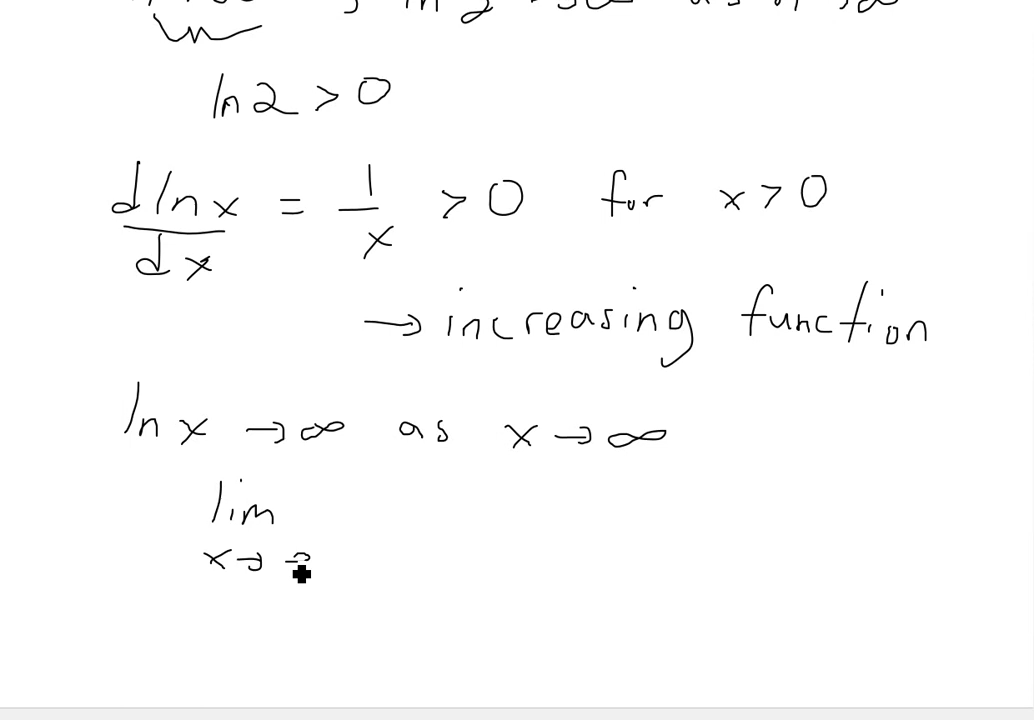 ln 2 > 0
d ln x / dx = 1 / x > 0 for x > 0
→ increasing function
ln x → ∞ as x → ∞
lim
x →